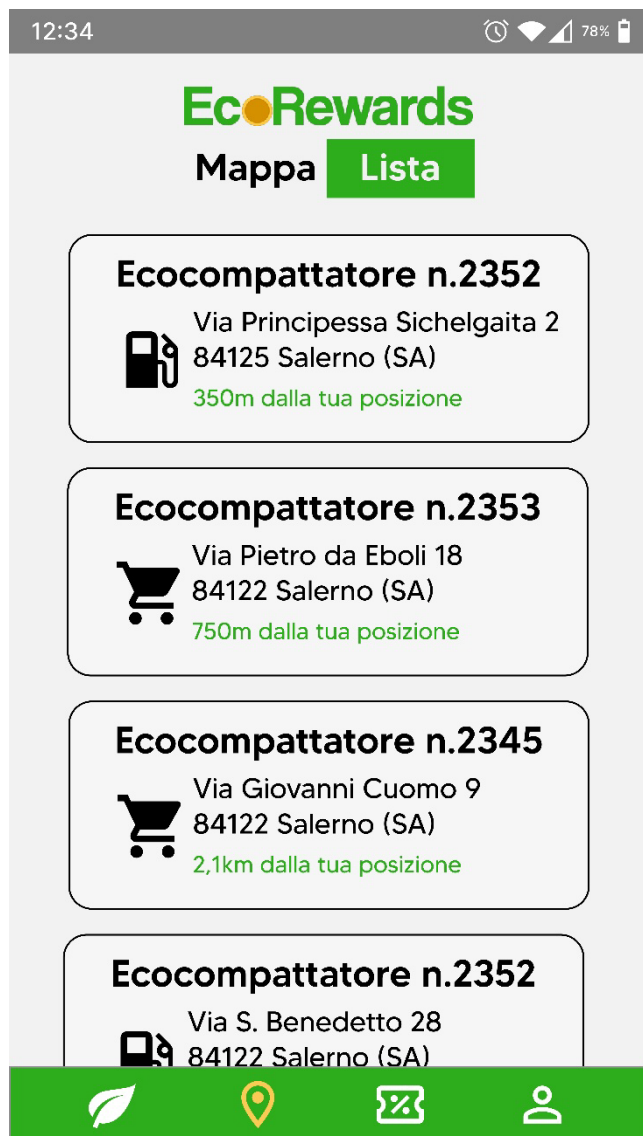 12:34
78%
EcoRewards
Mappa Lista
Ecocompattatore n.2352
Via Principessa Sichelgaita 2
84125 Salerno (SA)
350m dalla tua posizione
Ecocompattatore n.2353
Via Pietro da Eboli 18
84122 Salerno (SA)
750m dalla tua posizione
Ecocompattatore n.2345
Via Giovanni Cuomo 9
84122 Salerno (SA)
2,1km dalla tua posizione
Ecocompattatore n.2352
Via S. Benedetto 28
84122 Salerno (SA)